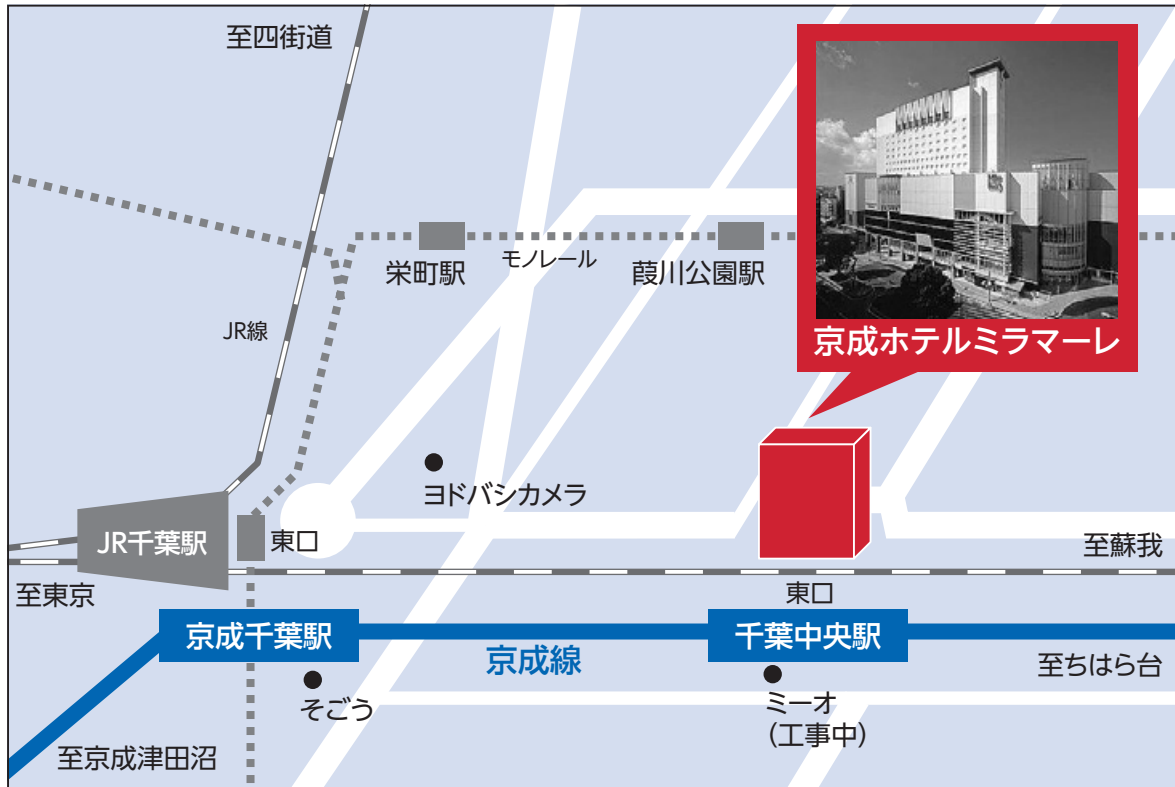 至四街道
栄町駅
モノレール
葭川公園駅
京成ホテルミラマーレ
JR線
ヨドバシカメラ
JR千葉駅
東口
至蘇我
至東京
東口
京成千葉駅
京成線
千葉中央駅
至ちはら台
そごう
ミーオ
(工事中)
至京成津田沼